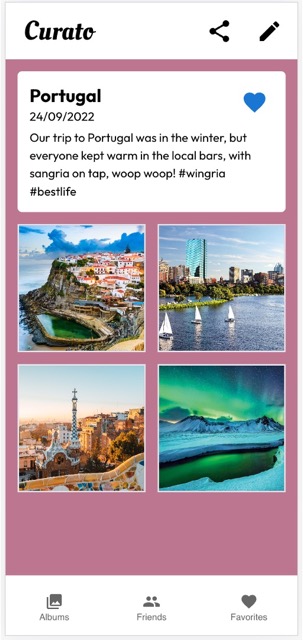 Curato
Portugal
24/09/2022
Our trip to Portugal was in the winter, but
everyone kept warm in the local bars, with
sangria on tap, woop woop! #wingria
#bestlife
Albums
Friends
Favorites